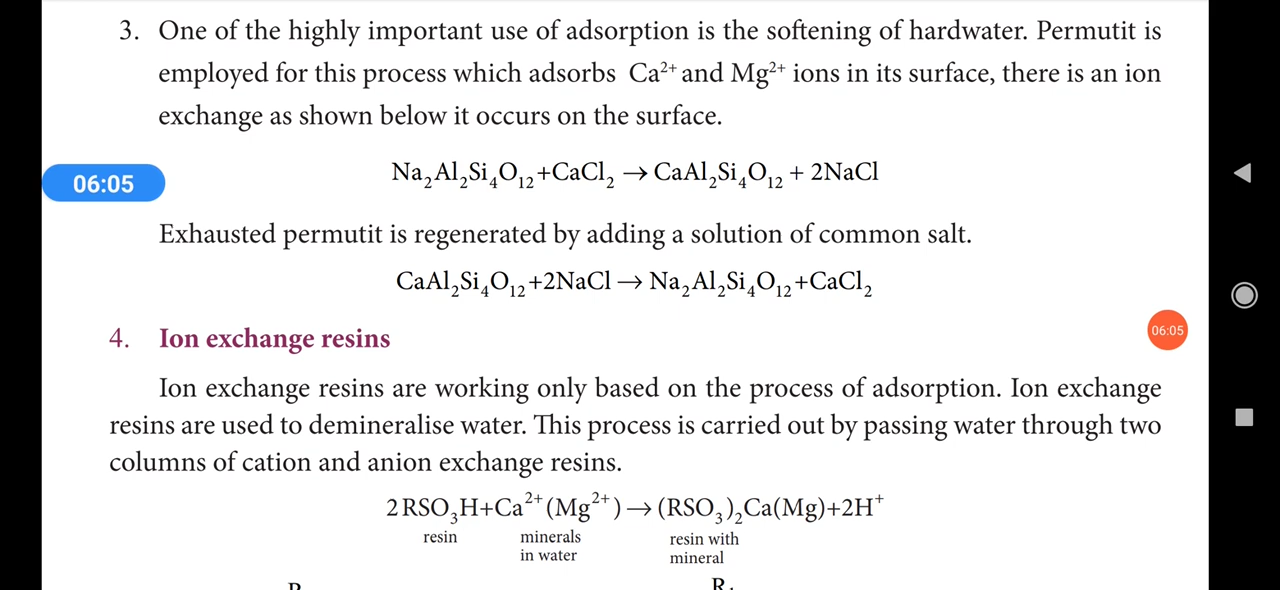 3. One of the highly important use of adsorption is the softening of hardwater. Permutit is
employed for this process which adsorbs Ca²⁺ and Mg²⁺ ions in its surface, there is an ion
exchange as shown below it occurs on the surface.
Na₂Al₂Si₄O₁₂+CaCl₂ → CaAl₂Si₄O₁₂ + 2NaCl
06:05
Exhausted permutit is regenerated by adding a solution of common salt.
CaAl₂Si₄O₁₂+2NaCl → Na₂Al₂Si₄O₁₂+CaCl₂
4. Ion exchange resins
06:05
Ion exchange resins are working only based on the process of adsorption. Ion exchange
resins are used to demineralise water. This process is carried out by passing water through two
columns of cation and anion exchange resins.
2RSO₃H+Ca²⁺(Mg²⁺) → (RSO₃)₂Ca(Mg)+2H⁺
resin minerals resin with
in water mineral